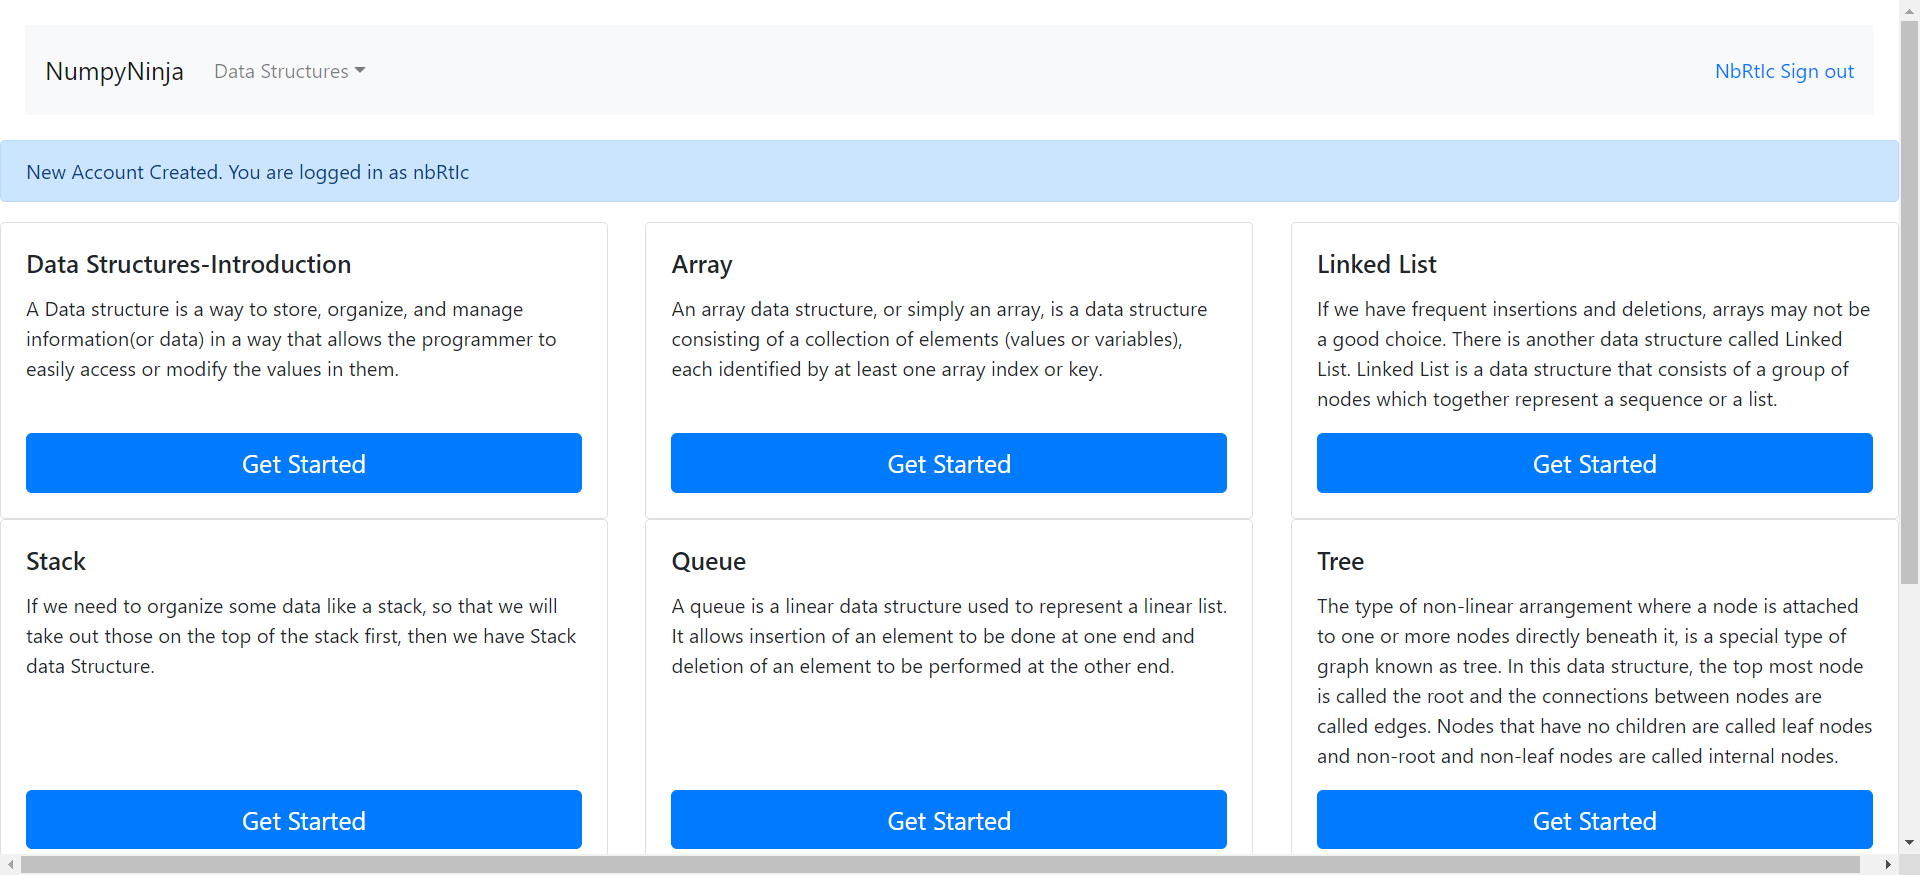 NumpyNinja Data Structures NbRtIc Sign out
New Account Created. You are logged in as nbRtIc
Data Structures-Introduction
A Data structure is a way to store, organize, and manage
information(or data) in a way that allows the programmer to
easily access or modify the values in them.
Get Started
Array
An array data structure, or simply an array, is a data structure
consisting of a collection of elements (values or variables),
each identified by at least one array index or key.
Get Started
Linked List
If we have frequent insertions and deletions, arrays may not be
a good choice. There is another data structure called Linked
List. Linked List is a data structure that consists of a group of
nodes which together represent a sequence or a list.
Get Started
Stack
If we need to organize some data like a stack, so that we will
take out those on the top of the stack first, then we have Stack
data Structure.
Get Started
Queue
A queue is a linear data structure used to represent a linear list.
It allows insertion of an element to be done at one end and
deletion of an element to be performed at the other end.
Get Started
Tree
The type of non-linear arrangement where a node is attached
to one or more nodes directly beneath it, is a special type of
graph known as tree. In this data structure, the top most node
is called the root and the connections between nodes are
called edges. Nodes that have no children are called leaf nodes
and non-root and non-leaf nodes are called internal nodes.
Get Started